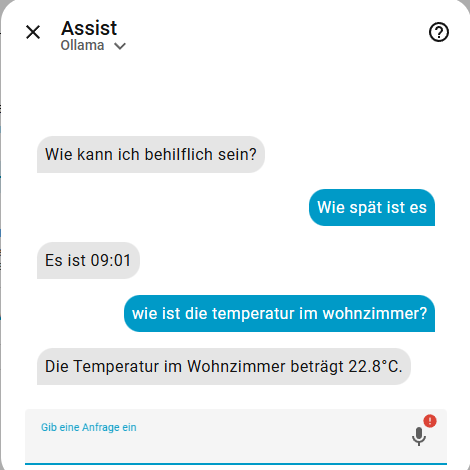 Assist
Ollama
Wie kann ich behilflich sein?
Wie spät ist es
Es ist 09:01
wie ist die temperatur im wohnzimmer?
Die Temperatur im Wohnzimmer beträgt 22.8°C.
Gib eine Anfrage ein